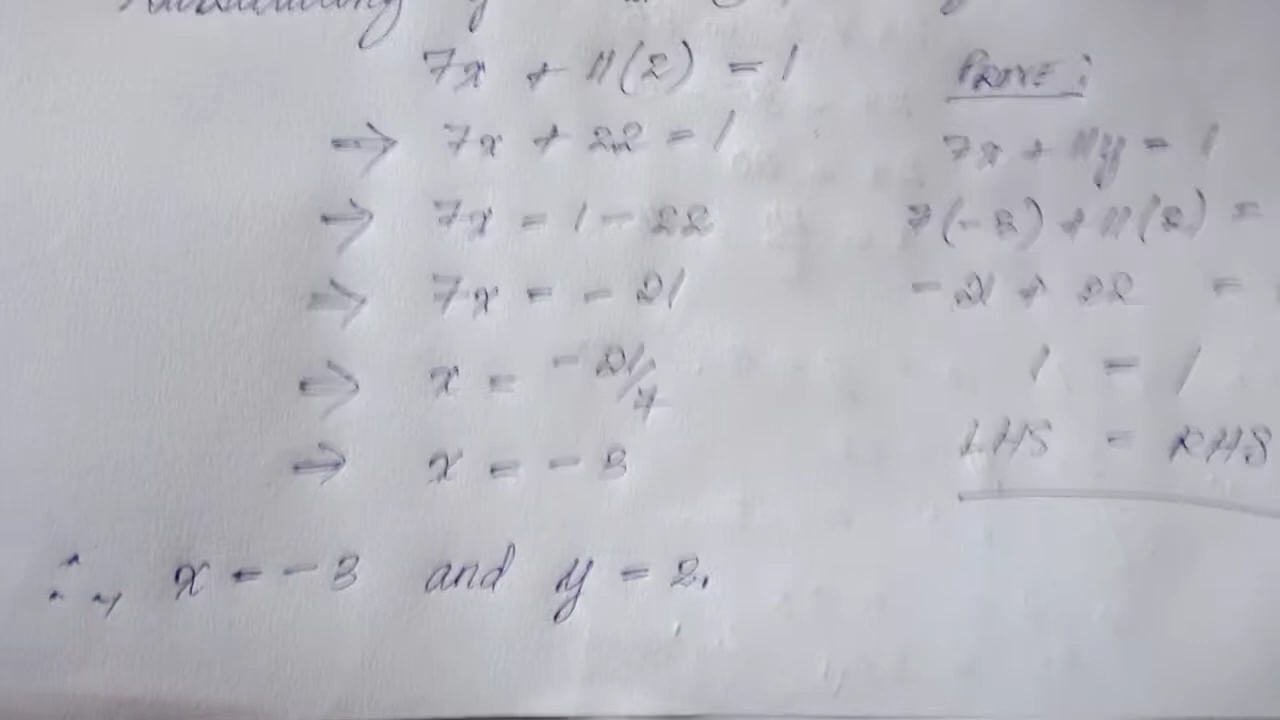 7x + 11(2) = 1
⇒ 7x + 22 = 1
⇒ 7x = 1 - 22
⇒ 7x = - 21
⇒ x = - 21/7
⇒ x = - 3
∴, x = - 3 and y = 2.
PROVE :
7x + 11y = 1
7(-3) + 11(2) =
- 21 + 22 =
1 = 1
LHS = RHS